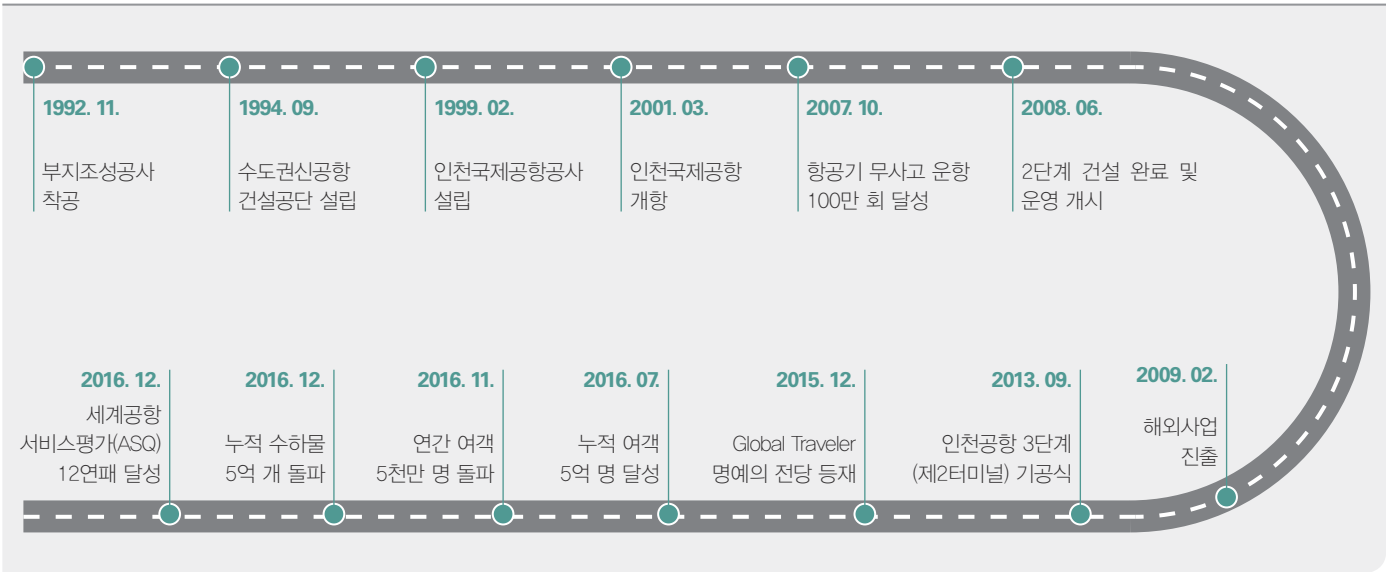 1992. 11.
부지조성공사
착공
1994. 09.
수도권신공항
건설공단 설립
1999. 02.
인천국제공항공사
설립
2001. 03.
인천국제공항
개항
2007. 10.
항공기 무사고 운항
100만 회 달성
2008. 06.
2단계 건설 완료 및
운영 개시
2009. 02.
해외사업
진출
2013. 09.
인천공항 3단계
(제2터미널) 기공식
2015. 12.
Global Traveler
명예의 전당 등재
2016. 07.
누적 여객
5억 명 달성
2016. 11.
연간 여객
5천만 명 돌파
2016. 12.
누적 수하물
5억 개 돌파
2016. 12.
세계공항
서비스평가(ASQ)
12연패 달성